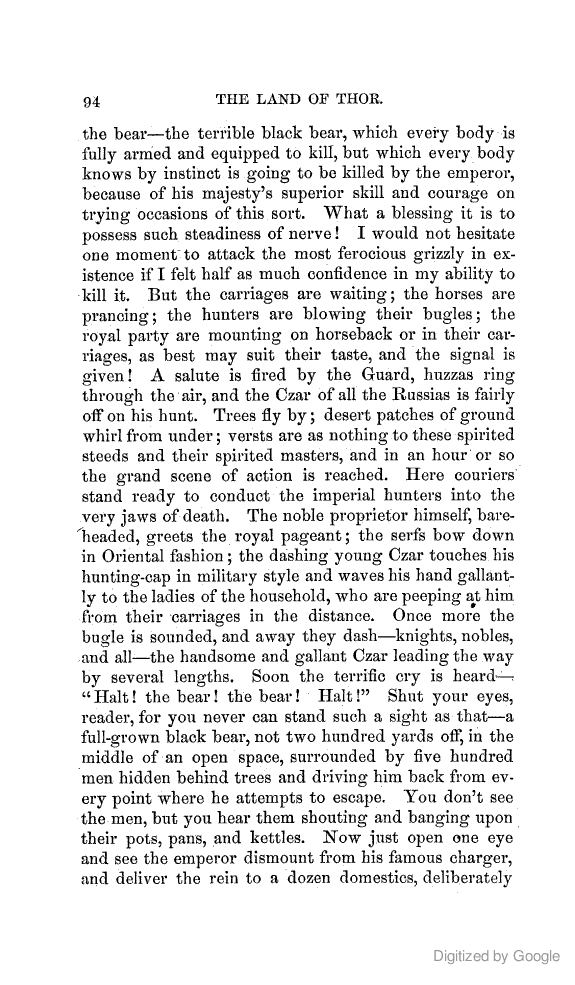 94 THE LAND OF THOR.
the bear—the terrible black bear, which every body is
fully armed and equipped to kill, but which every body
knows by instinct is going to be killed by the emperor,
because of his majesty's superior skill and courage on
trying occasions of this sort. What a blessing it is to
possess such steadiness of nerve! I would not hesitate
one moment to attack the most ferocious grizzly in ex-
istence if I felt half as much confidence in my ability to
kill it. But the carriages are waiting; the horses are
prancing; the hunters are blowing their bugles; the
royal party are mounting on horseback or in their car-
riages, as best may suit their taste, and the signal is
given! A salute is fired by the Guard, huzzas ring
through the air, and the Czar of all the Russias is fairly
off on his hunt. Trees fly by; desert patches of ground
whirl from under; versts are as nothing to these spirited
steeds and their spirited masters, and in an hour or so
the grand scene of action is reached. Here couriers
stand ready to conduct the imperial hunters into the
very jaws of death. The noble proprietor himself, bare-
headed, greets the royal pageant; the serfs bow down
in Oriental fashion; the dashing young Czar touches his
hunting-cap in military style and waves his hand gallant-
ly to the ladies of the household, who are peeping at him
from their carriages in the distance. Once more the
bugle is sounded, and away they dash—knights, nobles,
and all—the handsome and gallant Czar leading the way
by several lengths. Soon the terrific cry is heard—
"Halt! the bear! the bear! Halt!" Shut your eyes,
reader, for you never can stand such a sight as that—a
full-grown black bear, not two hundred yards off, in the
middle of an open space, surrounded by five hundred
men hidden behind trees and driving him back from ev-
ery point where he attempts to escape. You don't see
the men, but you hear them shouting and banging upon
their pots, pans, and kettles. Now just open one eye
and see the emperor dismount from his famous charger,
and deliver the rein to a dozen domestics, deliberately
Digitized by Google